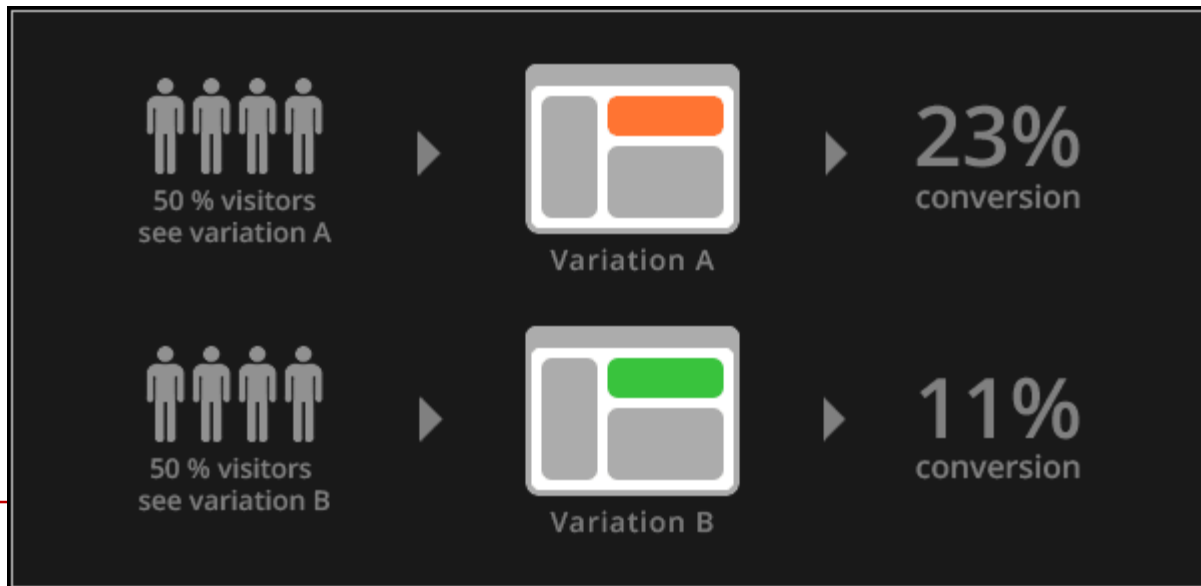 50 % visitors
see variation A
Variation A
23%
conversion
50 % visitors
see variation B
Variation B
11%
conversion